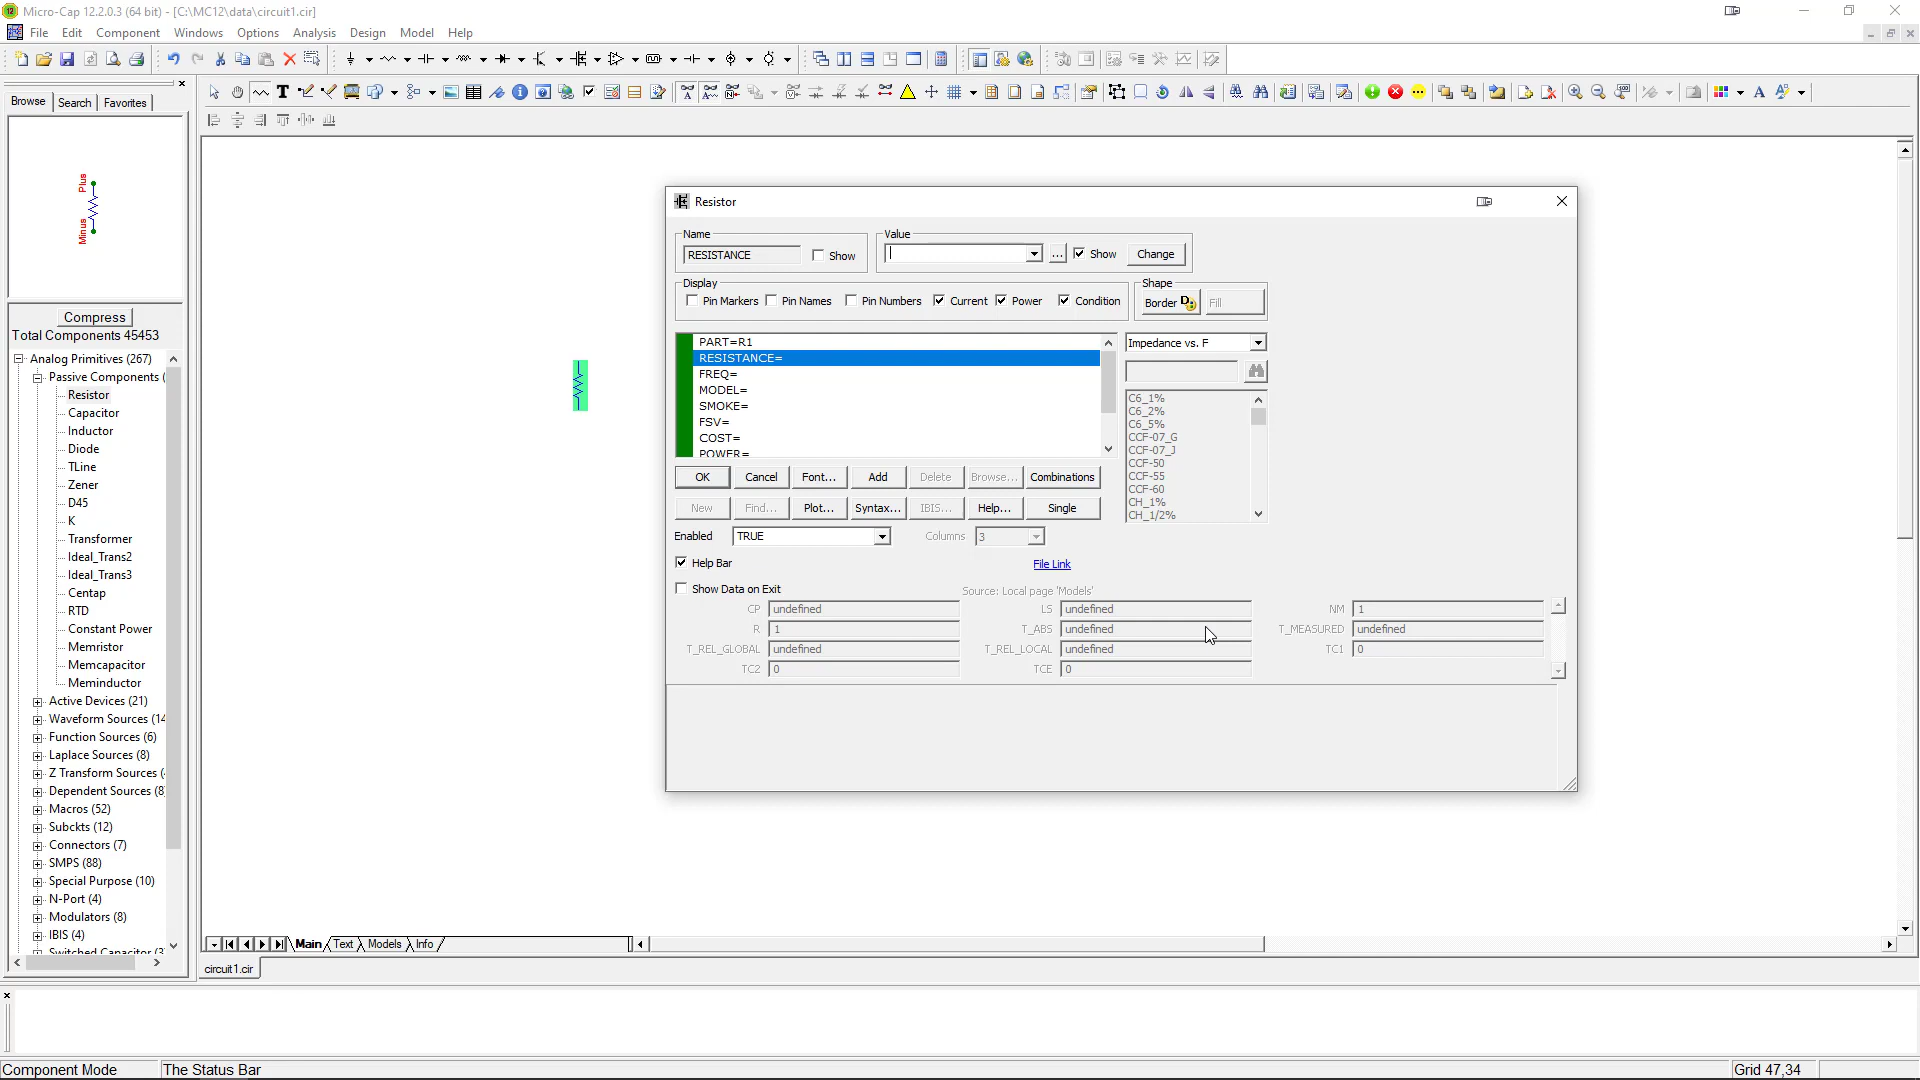 Micro-Cap 12.2.0.3 (64 bit) - [C:\MC12\data\circuit1.cir]
File Edit Component Windows Options Analysis Design Model Help
Browse Search Favorites
Plus
Minus
Compress
Total Components 45453
Analog Primitives (267)
Passive Components (
Resistor
Capacitor
Inductor
Diode
TLine
Zener
D45
K
Transformer
Ideal_Trans2
Ideal_Trans3
Centap
RTD
Constant Power
Memristor
Memcapacitor
Meminductor
Active Devices (21)
Waveform Sources (14
Function Sources (6)
Laplace Sources (8)
Z Transform Sources (
Dependent Sources (8
Macros (52)
Subckts (12)
Connectors (7)
SMPS (88)
Special Purpose (10)
N-Port (4)
Modulators (8)
IBIS (4)
Switched Capacitor (3
Resistor
Name
RESISTANCE Show
Value
... Show Change
Display
Pin Markers Pin Names Pin Numbers Current Power Condition
Shape
Border Fill
PART=R1
RESISTANCE=
FREQ=
MODEL=
SMOKE=
FSV=
COST=
POWER=
Impedance vs. F
C6_1%
C6_2%
C6_5%
CCF-07_G
CCF-07_J
CCF-50
CCF-55
CCF-60
CH_1%
CH_1/2%
OK Cancel Font... Add Delete Browse... Combinations
New Find... Plot... Syntax... IBIS... Help... Single
Enabled TRUE Columns 3
Help Bar File Link
Show Data on Exit Source: Local page 'Models'
CP undefined LS undefined NM 1
R 1 T_ABS undefined T_MEASURED undefined
T_REL_GLOBAL undefined T_REL_LOCAL undefined TC1 0
TC2 0 TCE 0
Main Text Models Info
circuit1.cir
Component Mode The Status Bar Grid 47,34